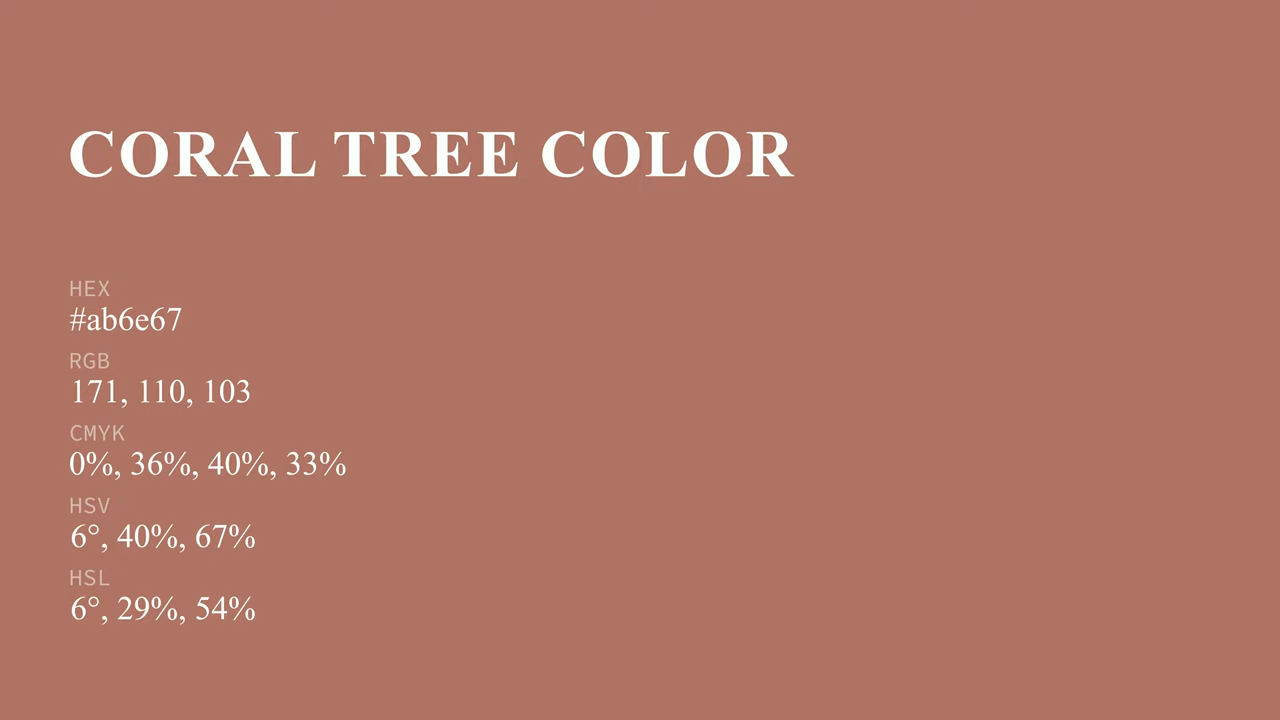 CORAL TREE COLOR
HEX
#ab6e67
RGB
171, 110, 103
CMYK
0%, 36%, 40%, 33%
HSV
6°, 40%, 67%
HSL
6°, 29%, 54%